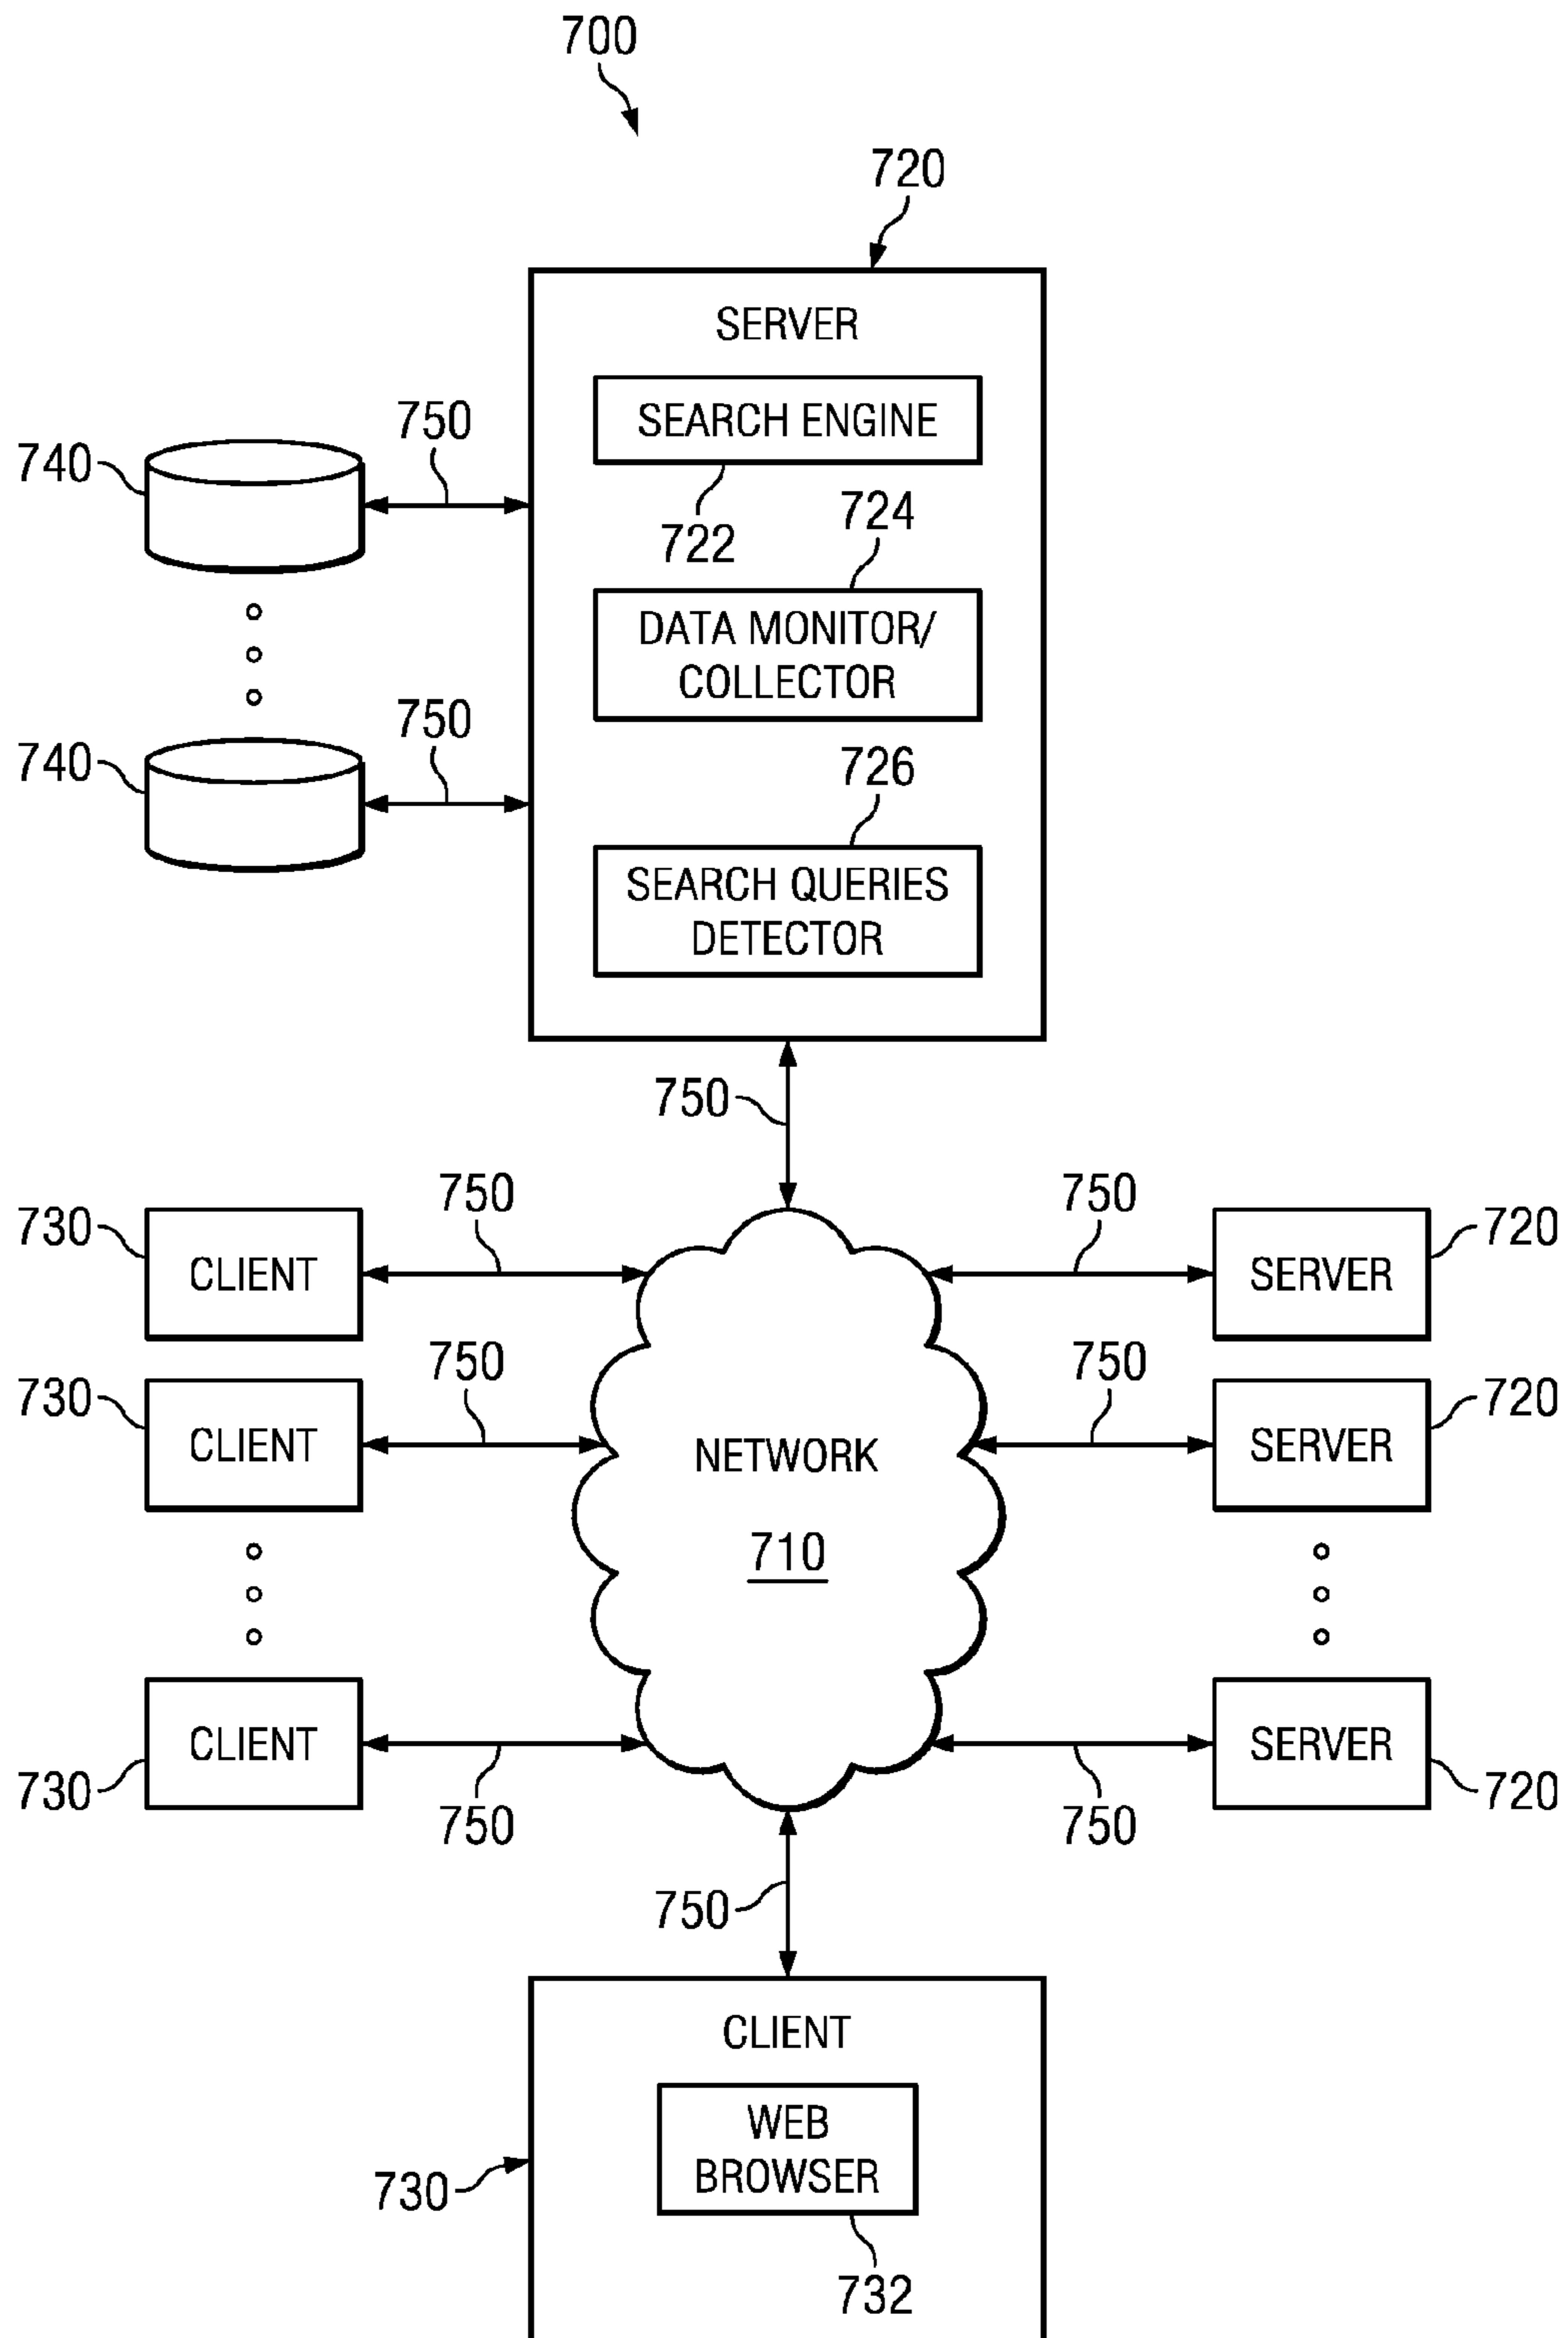 700
720
SERVER
SEARCH ENGINE
722
724
DATA MONITOR/
COLLECTOR
726
SEARCH QUERIES
DETECTOR
740
750
740
750
750
730
CLIENT
750
750
SERVER
720
730
CLIENT
750
750
SERVER
720
NETWORK
710
CLIENT
730
750
750
SERVER
720
750
CLIENT
WEB
BROWSER
730
732